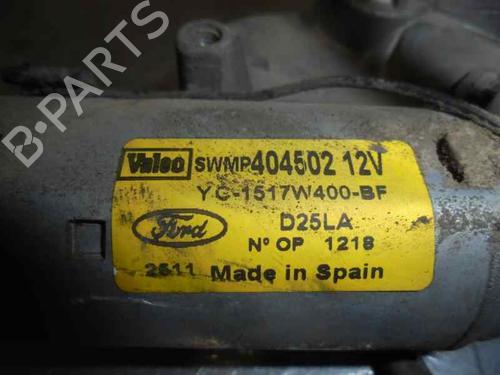 B-PARTS
Valeo SWMP404502 12V
YC-1517W400-BF
Ford D25LA
Nº OP 1218
2511 Made in Spain